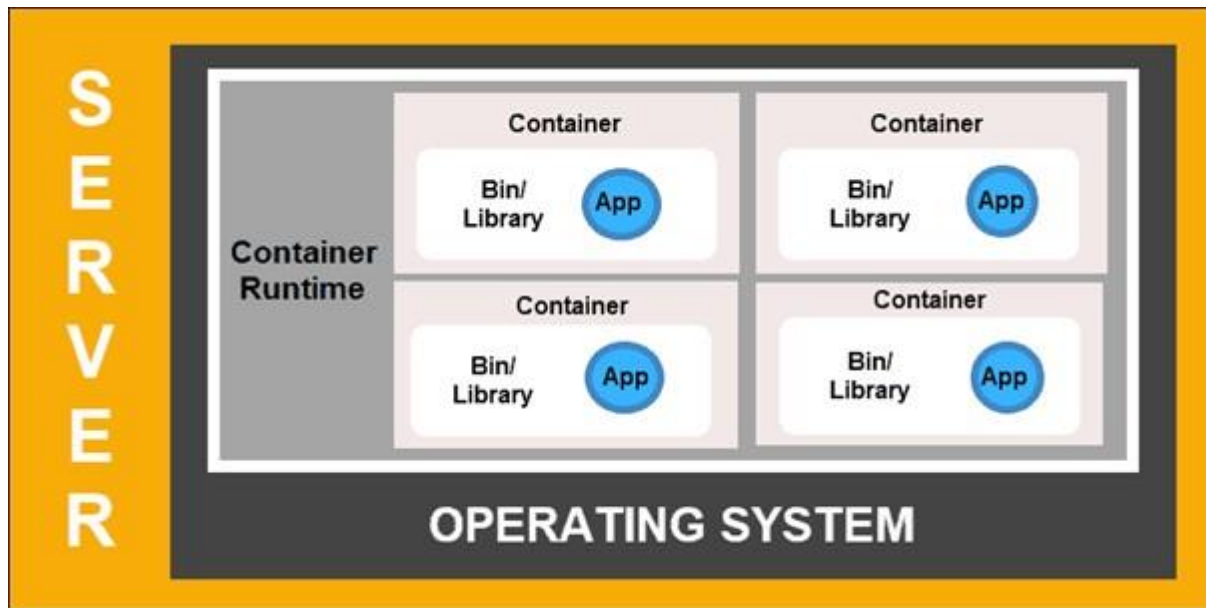 SERVER
Container
Runtime
Container
Bin/
Library
App
Container
Bin/
Library
App
Container
Bin/
Library
App
Container
Bin/
Library
App
OPERATING SYSTEM